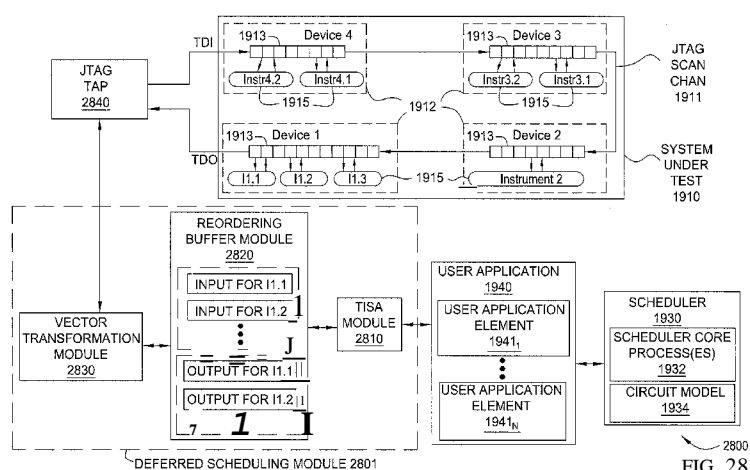 TDI
1913
Device 4
1913
Device 3
JTAG
TAP
2840
Instr4.2
Instr4.1
Instr3.2
Instr3.1
JTAG
SCAN
CHAN
1911
1915
1912
1915
1913
Device 1
1913
Device 2
TDO
I1.1
I1.2
I1.3
1915
Instrument 2
SYSTEM
UNDER
TEST
1910
REORDERING
BUFFER MODULE
2820
INPUT FOR I1.1
INPUT FOR I1.2
1
J
OUTPUT FOR I1.1
OUTPUT FOR I1.2
7
1
I
VECTOR
TRANSFORMATION
MODULE
2830
TISA
MODULE
2810
USER APPLICATION
1940
USER APPLICATION
ELEMENT
1941₁
USER APPLICATION
ELEMENT
1941N
SCHEDULER
1930
SCHEDULER CORE
PROCESS(ES)
1932
CIRCUIT MODEL
1934
DEFERRED SCHEDULING MODULE 2801
2800
FIG. 28